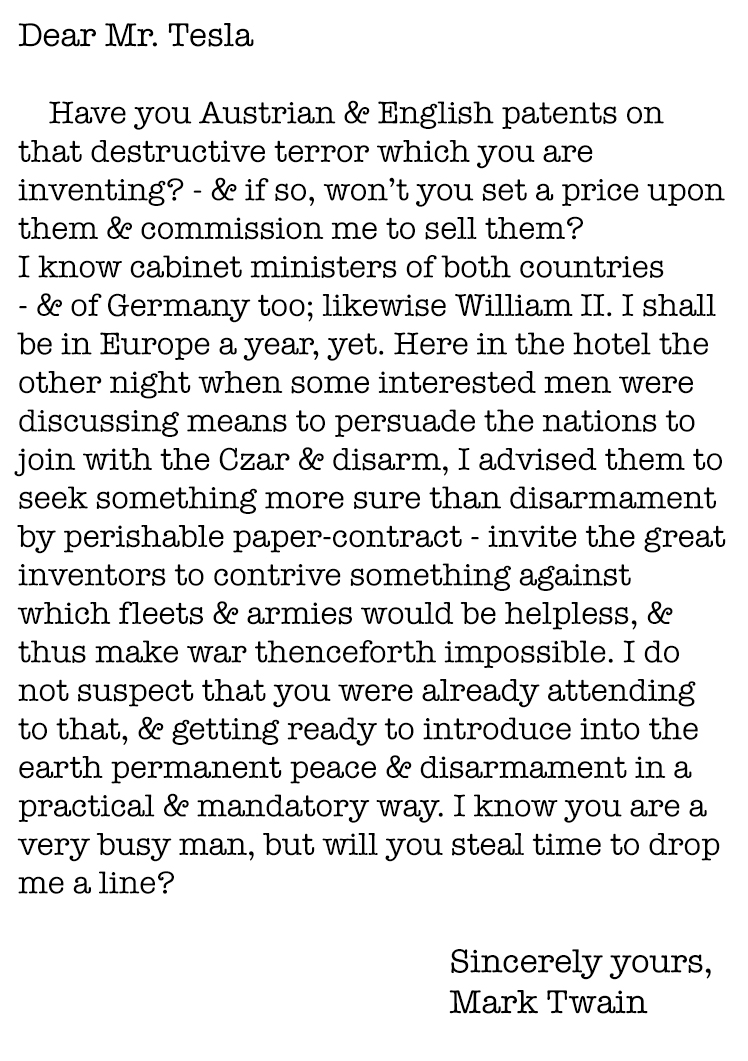 Dear Mr. Tesla
Have you Austrian & English patents on
that destructive terror which you are
inventing? - & if so, won’t you set a price upon
them & commission me to sell them?
I know cabinet ministers of both countries
- & of Germany too; likewise William II. I shall
be in Europe a year, yet. Here in the hotel the
other night when some interested men were
discussing means to persuade the nations to
join with the Czar & disarm, I advised them to
seek something more sure than disarmament
by perishable paper-contract - invite the great
inventors to contrive something against
which fleets & armies would be helpless, &
thus make war thenceforth impossible. I do
not suspect that you were already attending
to that, & getting ready to introduce into the
earth permanent peace & disarmament in a
practical & mandatory way. I know you are a
very busy man, but will you steal time to drop
me a line?
Sincerely yours,
Mark Twain